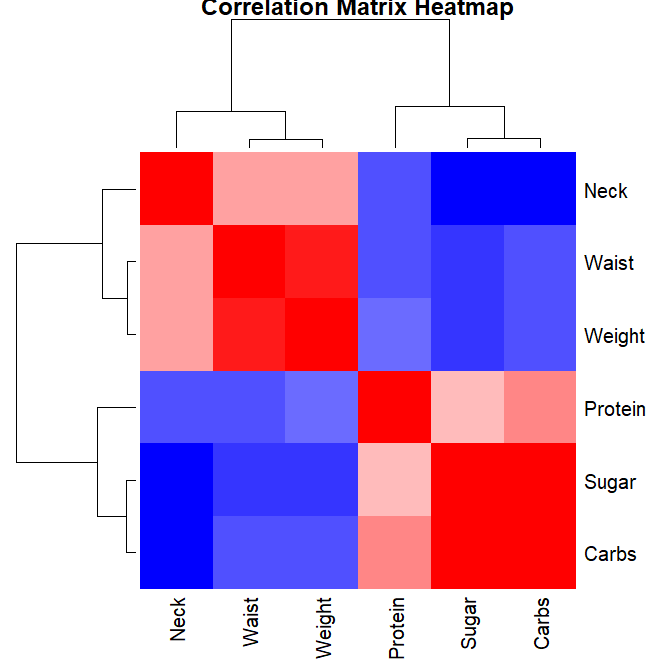 Correlation Matrix Heatmap
Neck
Waist
Weight
Protein
Sugar
Carbs
Neck
Waist
Weight
Protein
Sugar
Carbs